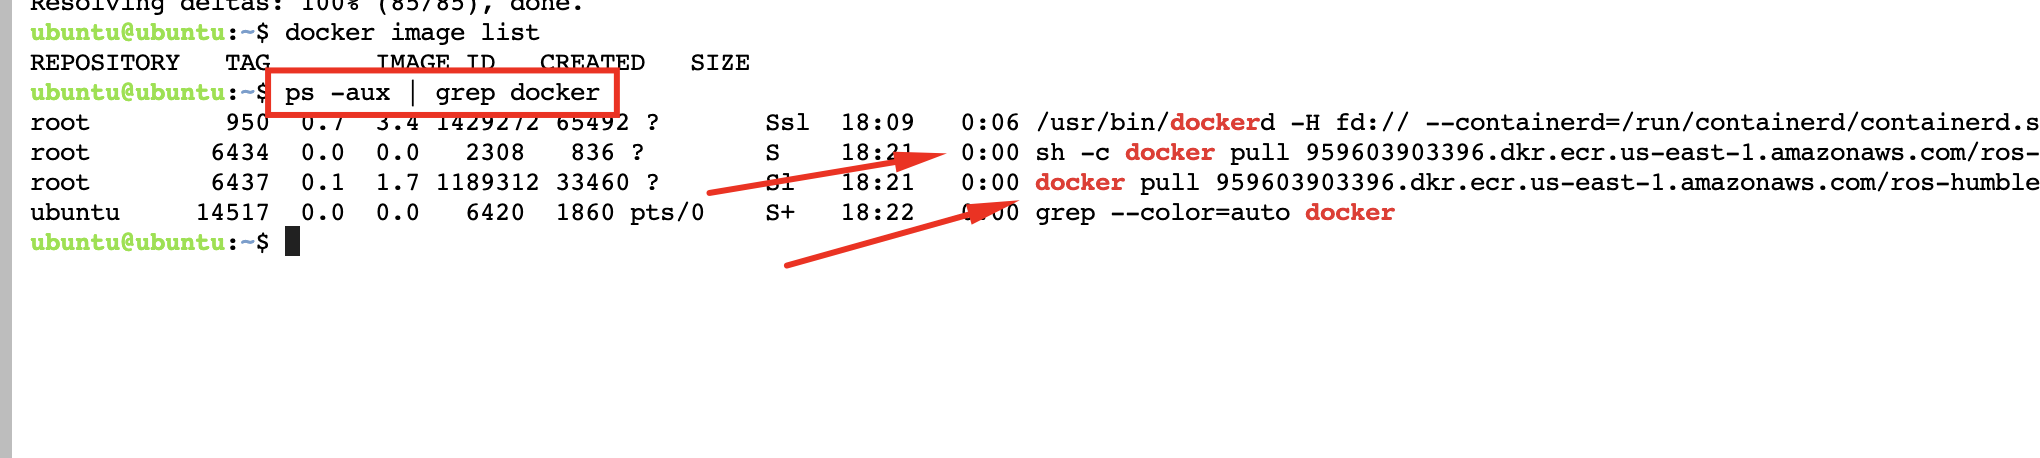 Resolving deltas: 100% (85/85), done.
ubuntu@ubuntu:~$ docker image list
REPOSITORY   TAG       IMAGE ID   CREATED   SIZE
ubuntu@ubuntu:~$ ps -aux | grep docker
root         950  0.7  3.4 1429272 65492 ?       Ssl  18:09   0:06 /usr/bin/dockerd -H fd:// --containerd=/run/containerd/containerd.s
root        6434  0.0  0.0   2308   836 ?        S    18:21   0:00 sh -c docker pull 959603903396.dkr.ecr.us-east-1.amazonaws.com/ros-
root        6437  0.1  1.7 1189312 33460 ?       Sl   18:21   0:00 docker pull 959603903396.dkr.ecr.us-east-1.amazonaws.com/ros-humble
ubuntu     14517  0.0  0.0   6420  1860 pts/0    S+   18:22   0:00 grep --color=auto docker
ubuntu@ubuntu:~$